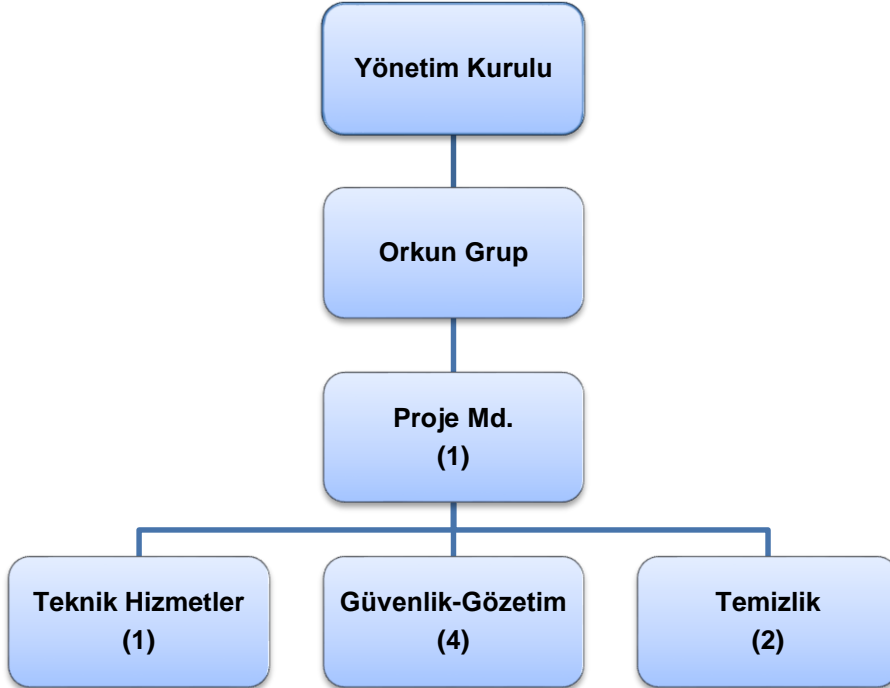 Yönetim Kurulu
Orkun Grup
Proje Md.
(1)
Teknik Hizmetler
(1)
Güvenlik-Gözetim
(4)
Temizlik
(2)